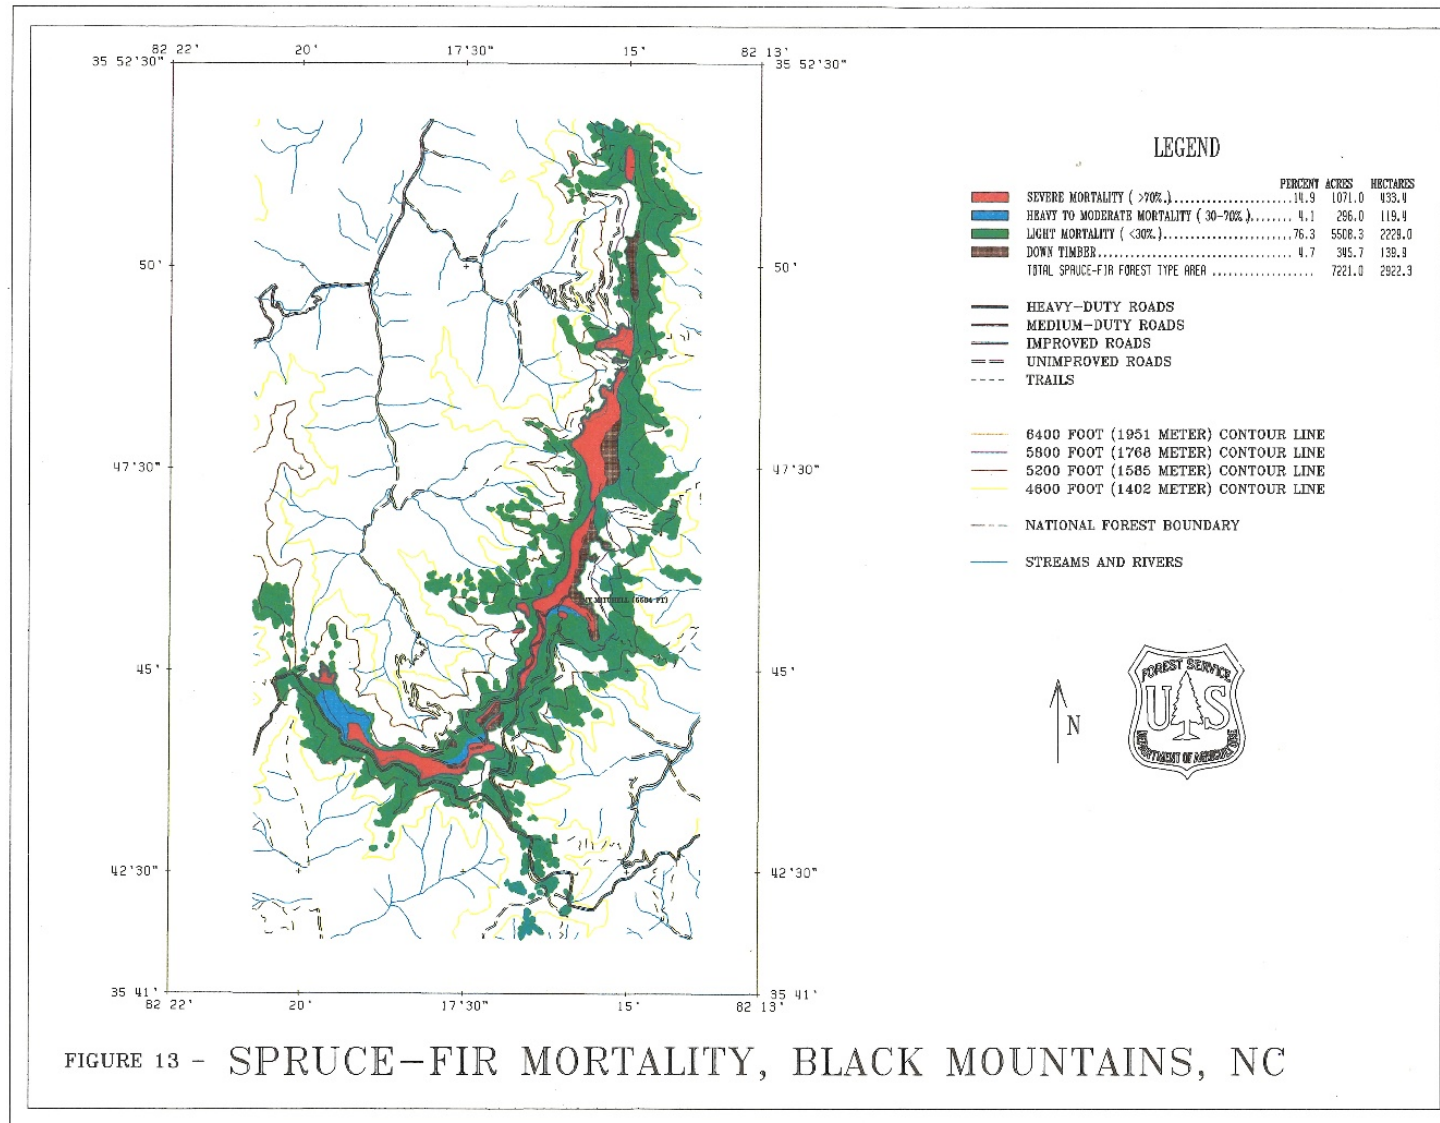 82 22' 20' 17'30" 15' 82 13'
35 52'30" 35 52'30"
50' 50'
47'30" 47'30"
MT MITCHELL (6684 FT)
45' 45'
42'30" 42'30"
35 41' 35 41'
82 22' 20' 17'30" 15' 82 13'
LEGEND
PERCENT ACRES HECTARES
SEVERE MORTALITY ( >70%.)........................14.9 1071.0 433.4
HEAVY TO MODERATE MORTALITY ( 30-70%.)........ 4.1 296.0 119.4
LIGHT MORTALITY ( <30%.)...........................76.3 5508.3 2229.0
DOWN TIMBER..................................... 4.7 345.7 139.9
TOTAL SPRUCE-FIR FOREST TYPE AREA ................. 7221.0 2922.3
HEAVY-DUTY ROADS
MEDIUM-DUTY ROADS
IMPROVED ROADS
UNIMPROVED ROADS
TRAILS
6400 FOOT (1951 METER) CONTOUR LINE
5800 FOOT (1768 METER) CONTOUR LINE
5200 FOOT (1585 METER) CONTOUR LINE
4600 FOOT (1402 METER) CONTOUR LINE
NATIONAL FOREST BOUNDARY
STREAMS AND RIVERS
N
FOREST SERVICE
U S
DEPARTMENT OF AGRICULTURE
FIGURE 13 - SPRUCE-FIR MORTALITY, BLACK MOUNTAINS, NC